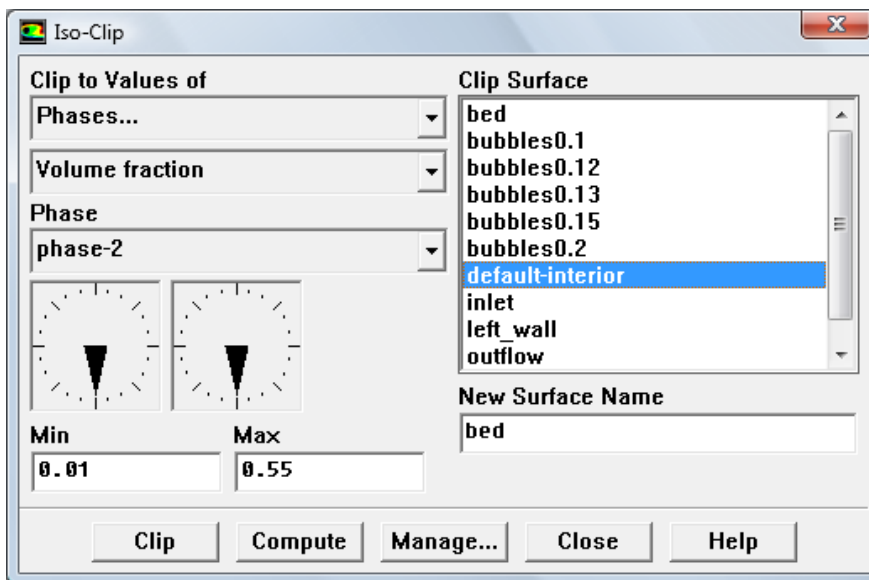 Iso-Clip
Clip to Values of
Phases...
Volume fraction
Phase
phase-2
Min
Max
0.01
0.55
Clip Surface
bed
bubbles0.1
bubbles0.12
bubbles0.13
bubbles0.15
bubbles0.2
default-interior
inlet
left_wall
outflow
New Surface Name
bed
Clip
Compute
Manage...
Close
Help